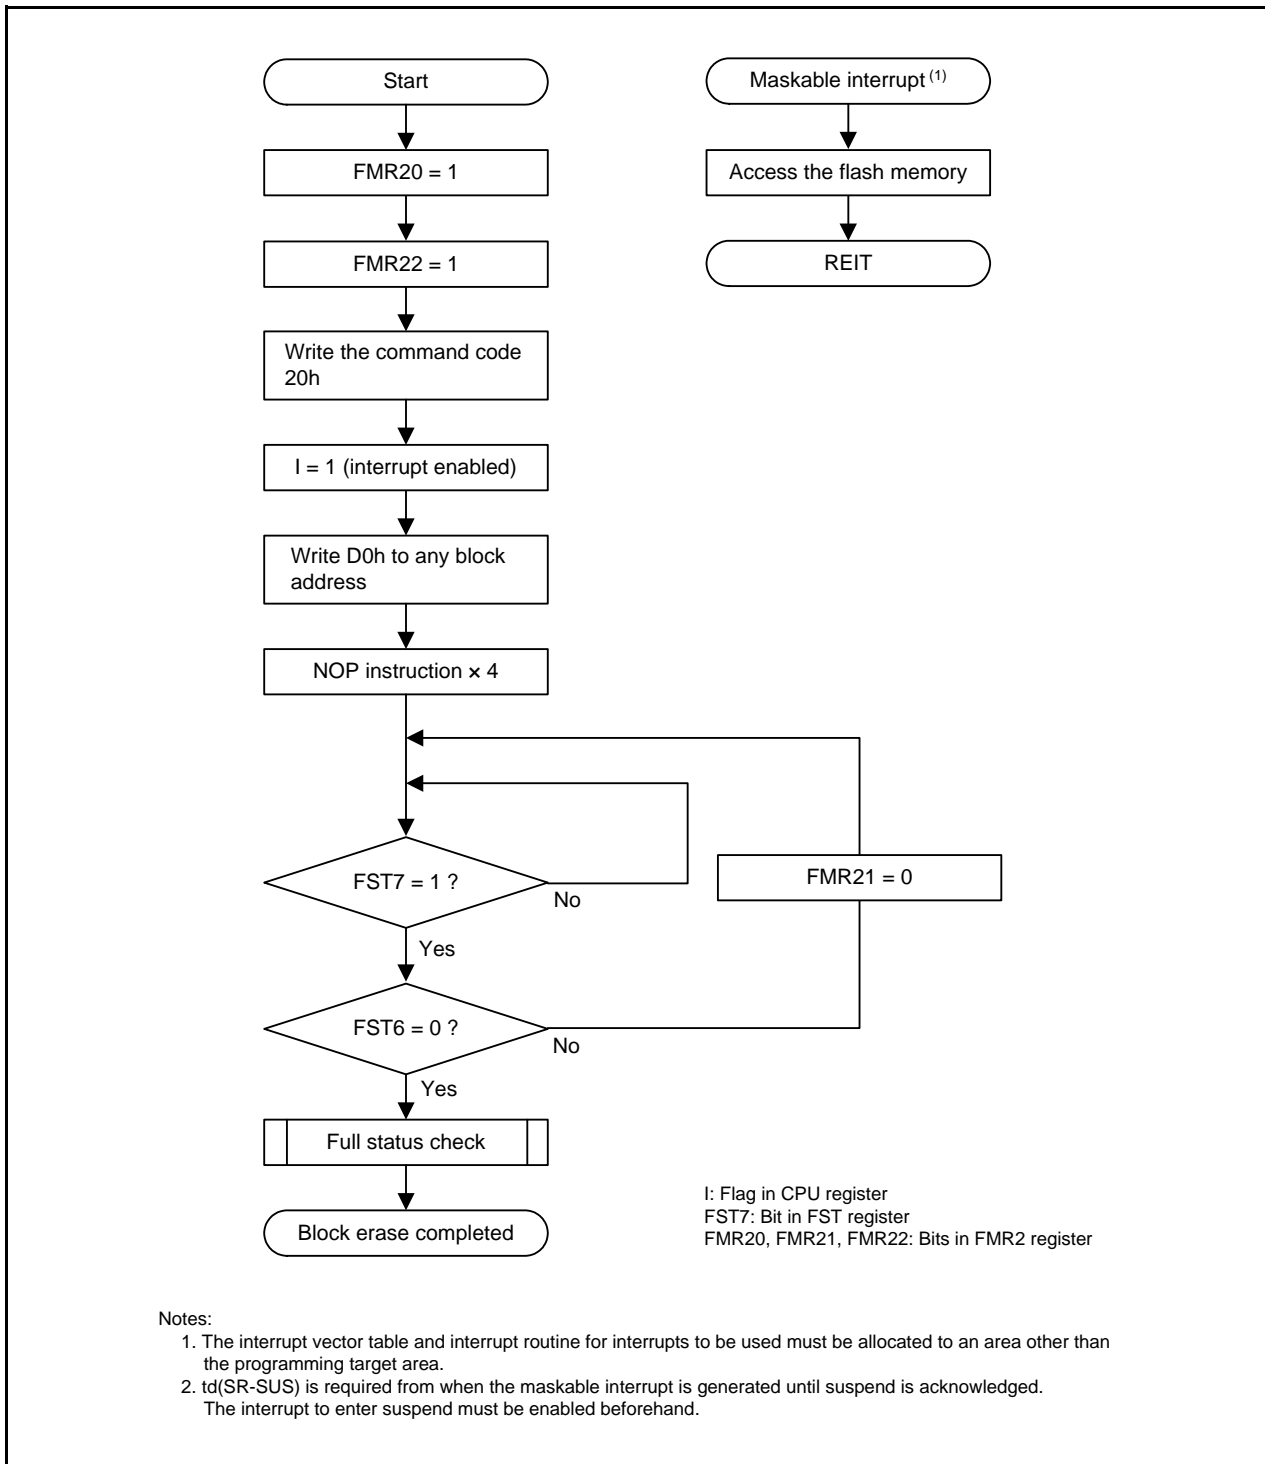 Start
FMR20 = 1
FMR22 = 1
Write the command code
20h
I = 1 (interrupt enabled)
Write D0h to any block
address
NOP instruction × 4
FST7 = 1 ?
No
Yes
FMR21 = 0
FST6 = 0 ?
No
Yes
Full status check
Block erase completed
Maskable interrupt (1)
Access the flash memory
REIT
I: Flag in CPU register
FST7: Bit in FST register
FMR20, FMR21, FMR22: Bits in FMR2 register
Notes:
1. The interrupt vector table and interrupt routine for interrupts to be used must be allocated to an area other than
the programming target area.
2. td(SR-SUS) is required from when the maskable interrupt is generated until suspend is acknowledged.
The interrupt to enter suspend must be enabled beforehand.